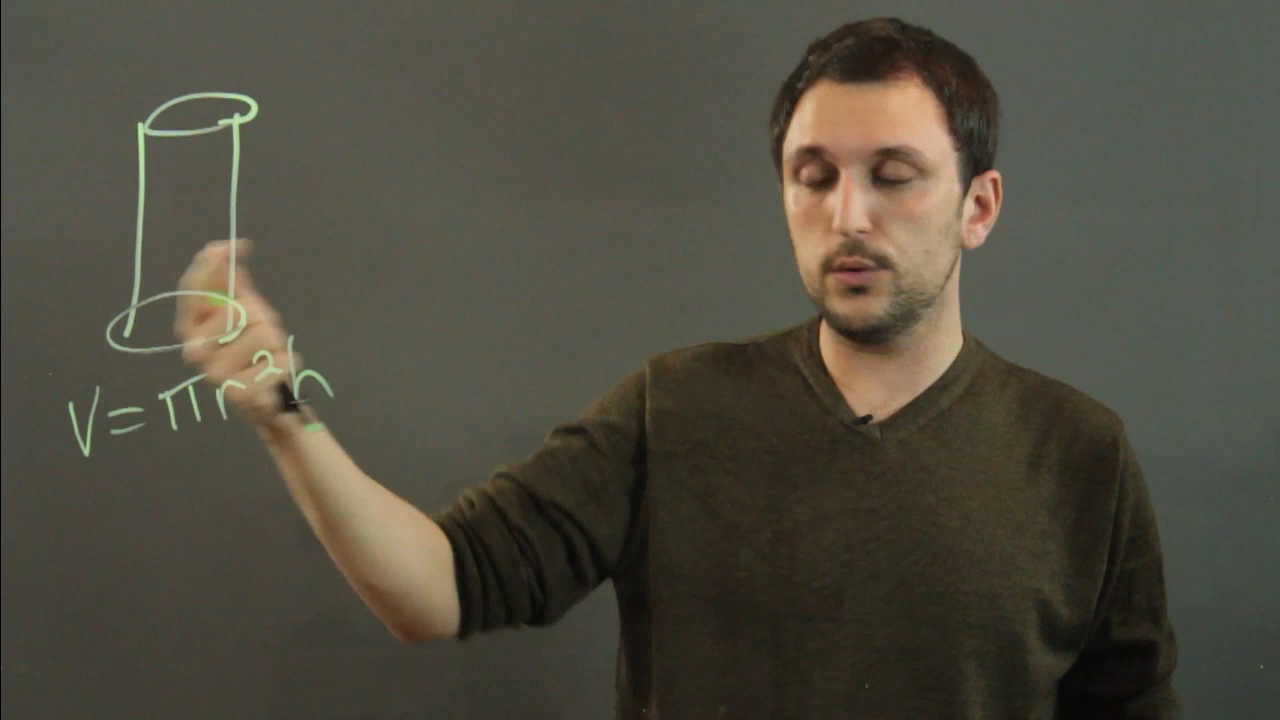 V = πr²h